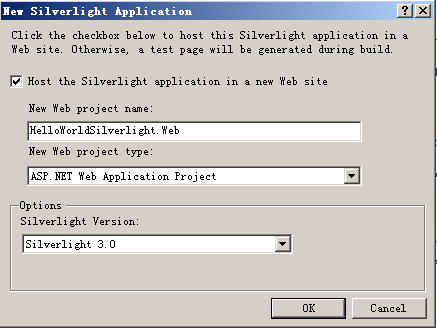 New Silverlight Application
Click the checkbox below to host this Silverlight application in a
Web site. Otherwise, a test page will be generated during build.
Host the Silverlight application in a new Web site
New Web project name:
HelloWorldSilverlight.Web
New Web project type:
ASP.NET Web Application Project
Options
Silverlight Version:
Silverlight 3.0
OK
Cancel